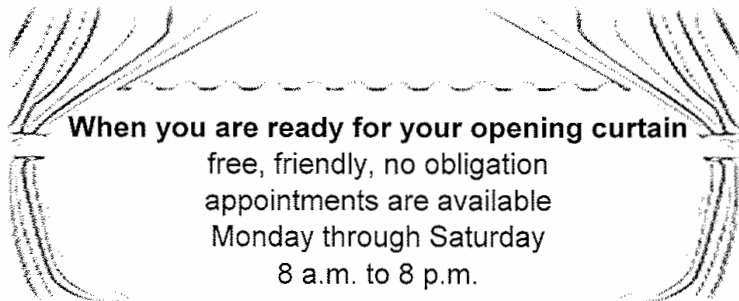 When you are ready for your opening curtain
free, friendly, no obligation
appointments are available
Monday through Saturday
8 a.m. to 8 p.m.